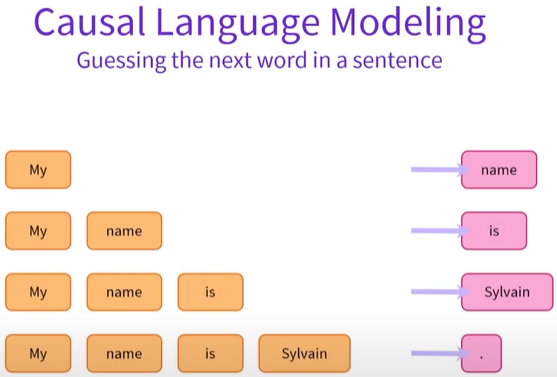 Causal Language Modeling
Guessing the next word in a sentence
My name
My name is
My name is Sylvain
My name is Sylvain .